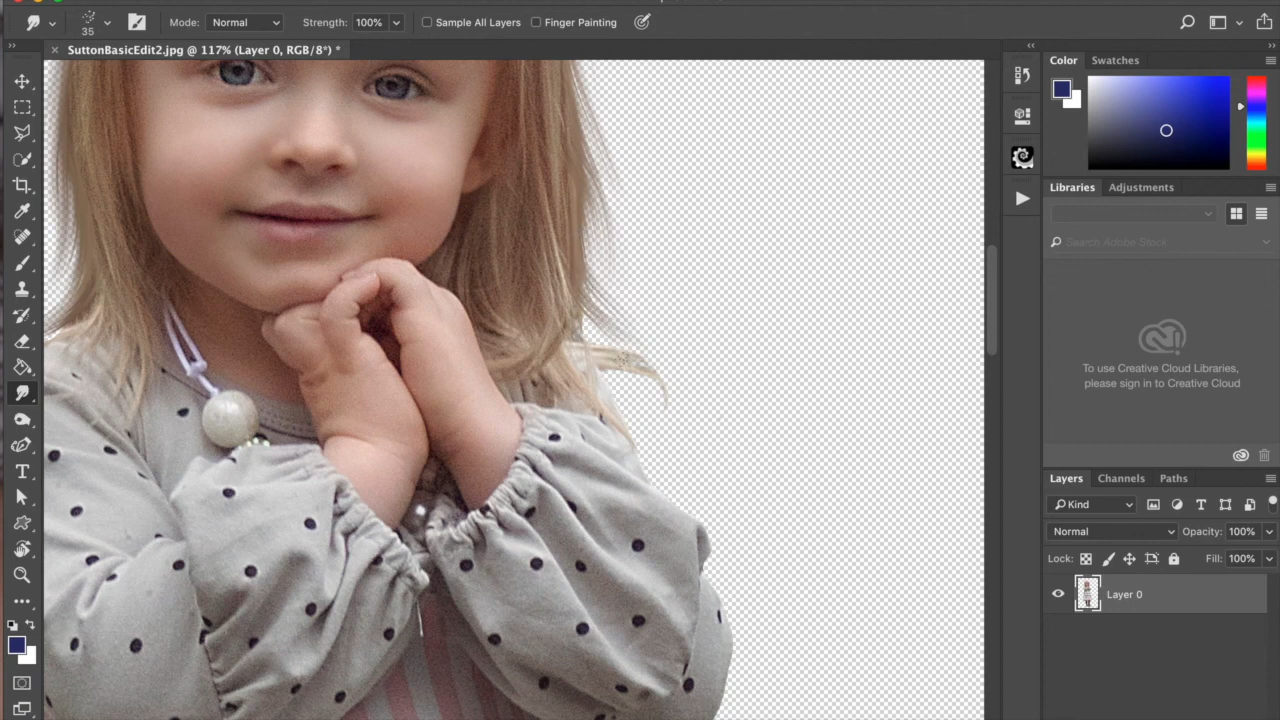 35
Mode: Normal
Strength: 100%
Sample All Layers
Finger Painting
SuttonBasicEdit2.jpg @ 117% (Layer 0, RGB/8*) *
Color
Swatches
Libraries
Adjustments
Search Adobe Stock
To use Creative Cloud Libraries,
please sign in to Creative Cloud
Layers
Channels
Paths
Kind
Normal
Opacity: 100%
Lock:
Fill: 100%
Layer 0